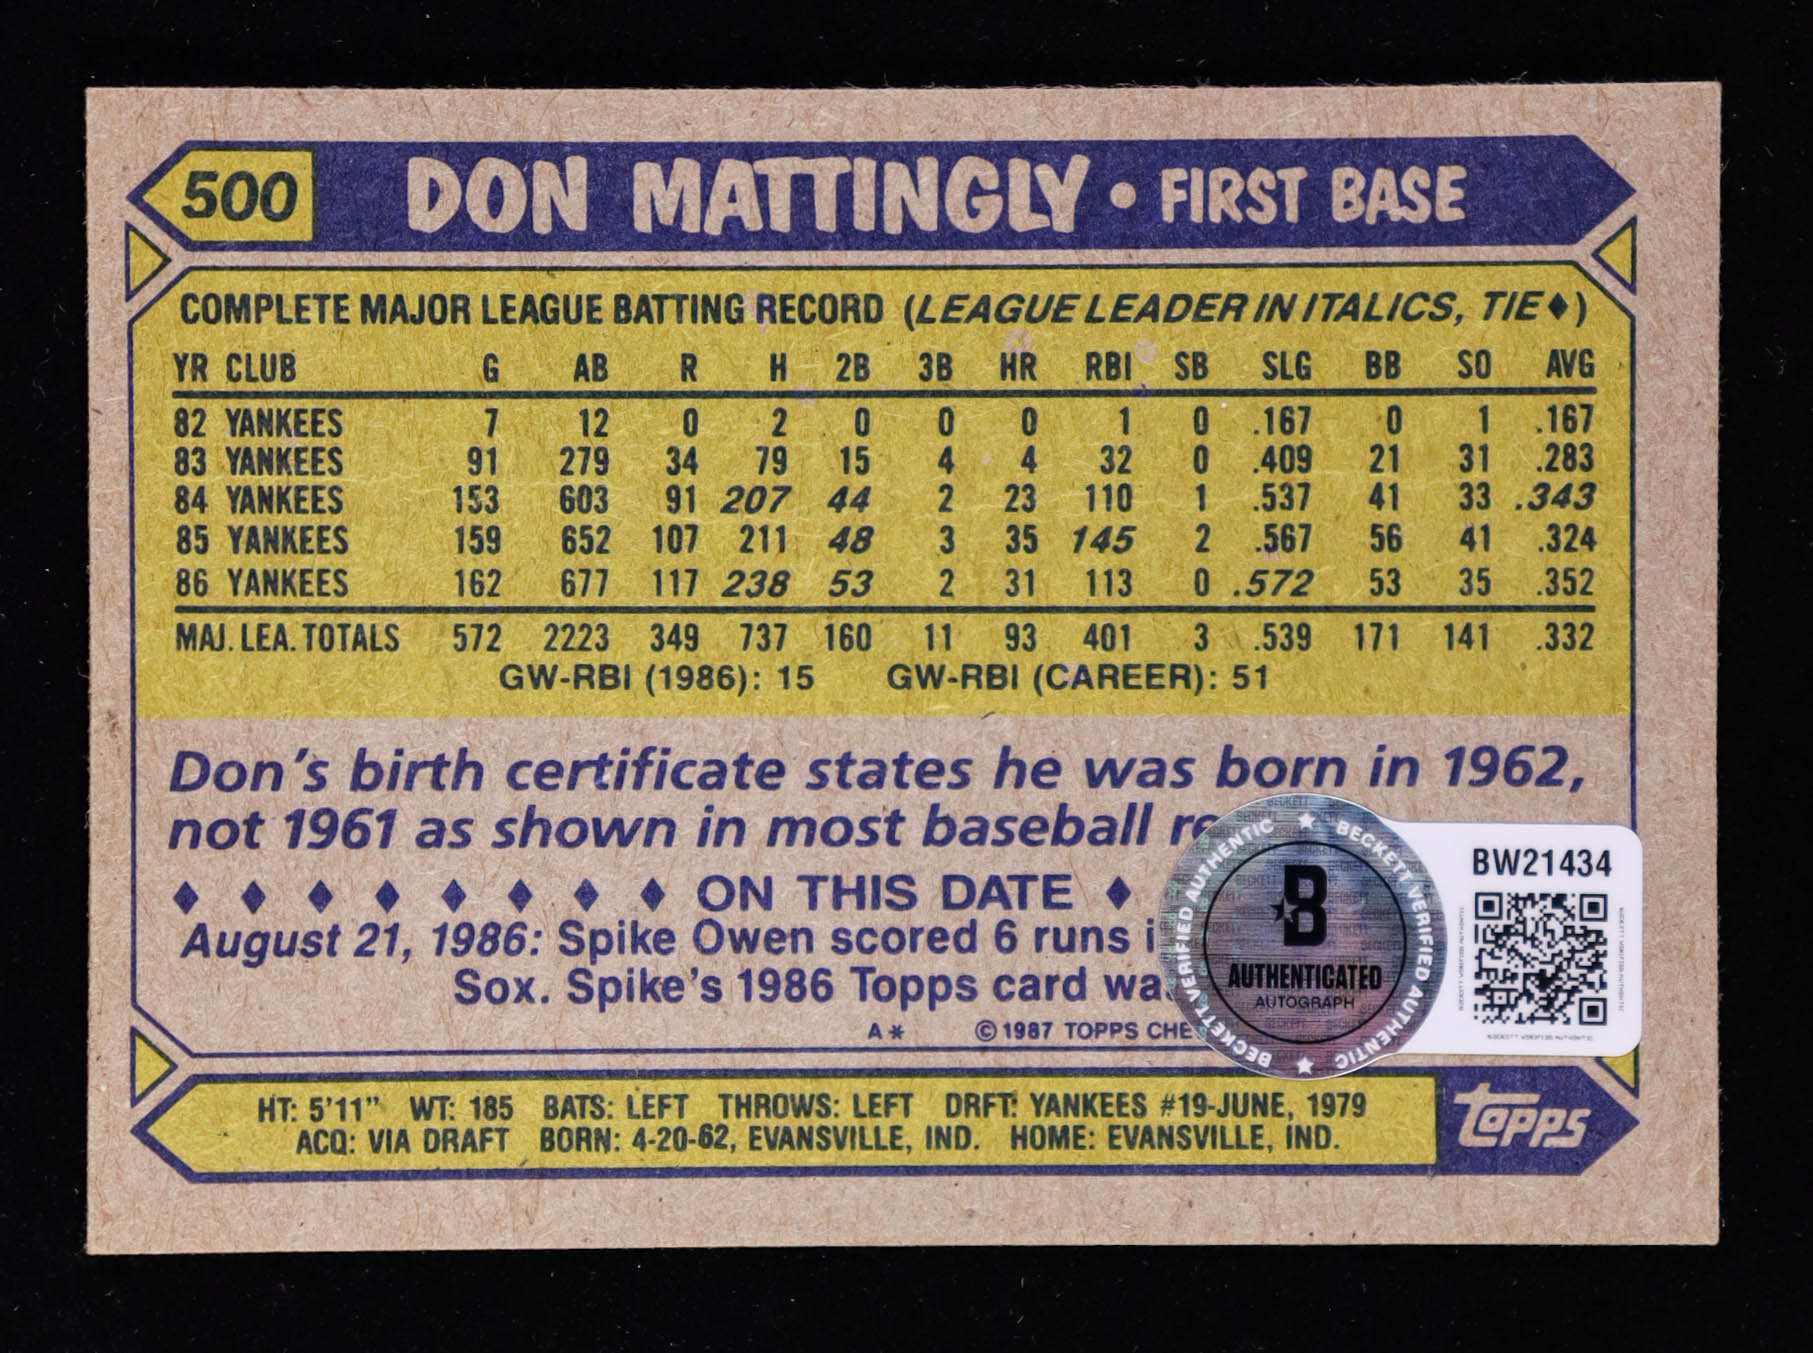 500 DON MATTINGLY • FIRST BASE
COMPLETE MAJOR LEAGUE BATTING RECORD (LEAGUE LEADER IN ITALICS, TIE♦)
YR CLUB G AB R H 2B 3B HR RBI SB SLG BB SO AVG
82 YANKEES 7 12 0 2 0 0 0 1 0 .167 0 1 .167
83 YANKEES 91 279 34 79 15 4 4 32 0 .409 21 31 .283
84 YANKEES 153 603 91 207 44 2 23 110 1 .537 41 33 .343
85 YANKEES 159 652 107 211 48 3 35 145 2 .567 56 41 .324
86 YANKEES 162 677 117 238 53 2 31 113 0 .572 53 35 .352
MAJ. LEA. TOTALS 572 2223 349 737 160 11 93 401 3 .539 171 141 .332
GW-RBI (1986): 15 GW-RBI (CAREER): 51
Don's birth certificate states he was born in 1962,
not 1961 as shown in most baseball
♦ ♦ ♦ ♦ ♦ ♦ ♦ ♦ ON THIS DATE ♦
August 21, 1986: Spike Owen scored 6 runs
Sox. Spike's 1986 Topps card
A* ©1987 TOPPS
BECKETT VERIFIED AUTHENTIC ★ BECKETT VERIFIED AUTHENTIC ★
B
AUTHENTICATED
AUTOGRAPH
BW21434
HT: 5'11" WT: 185 BATS: LEFT THROWS: LEFT DRFT: YANKEES #19-JUNE, 1979
ACQ: VIA DRAFT BORN: 4-20-62, EVANSVILLE, IND. HOME: EVANSVILLE, IND.
topps